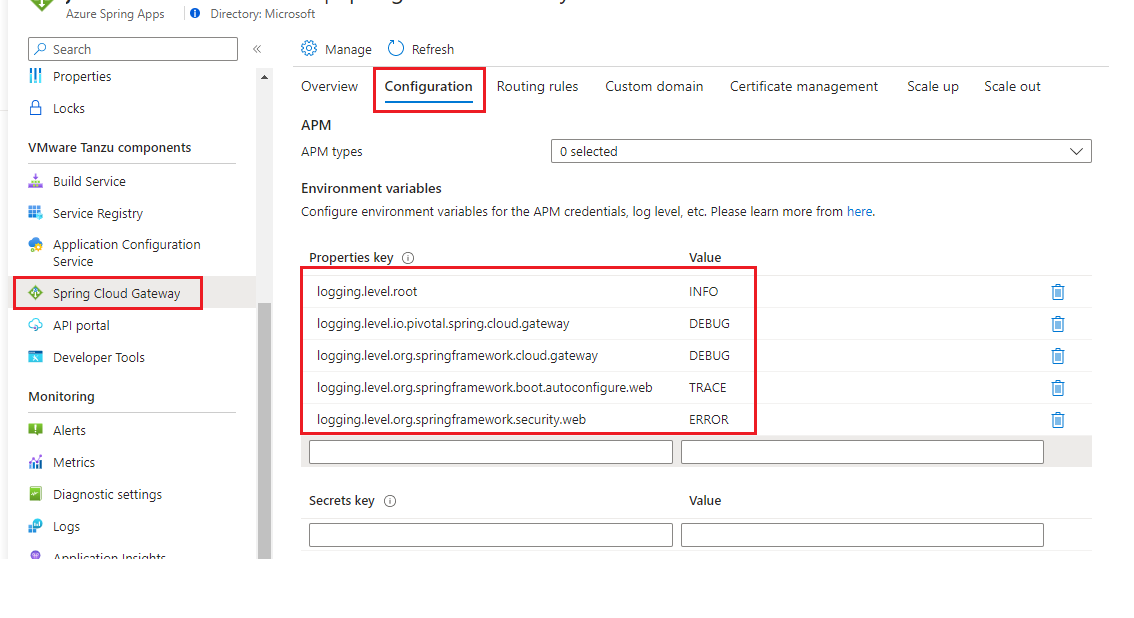 Azure Spring Apps
Directory: Microsoft
Search
«
Properties
Locks
VMware Tanzu components
Build Service
Service Registry
Application Configuration
Service
Spring Cloud Gateway
API portal
Developer Tools
Monitoring
Alerts
Metrics
Diagnostic settings
Logs
Application Insights
Manage
Refresh
Overview
Configuration
Routing rules
Custom domain
Certificate management
Scale up
Scale out
APM
APM types
0 selected
Environment variables
Configure environment variables for the APM credentials, log level, etc. Please learn more from here.
Properties key Value
logging.level.root INFO
logging.level.io.pivotal.spring.cloud.gateway DEBUG
logging.level.org.springframework.cloud.gateway DEBUG
logging.level.org.springframework.boot.autoconfigure.web TRACE
logging.level.org.springframework.security.web ERROR
Secrets key Value